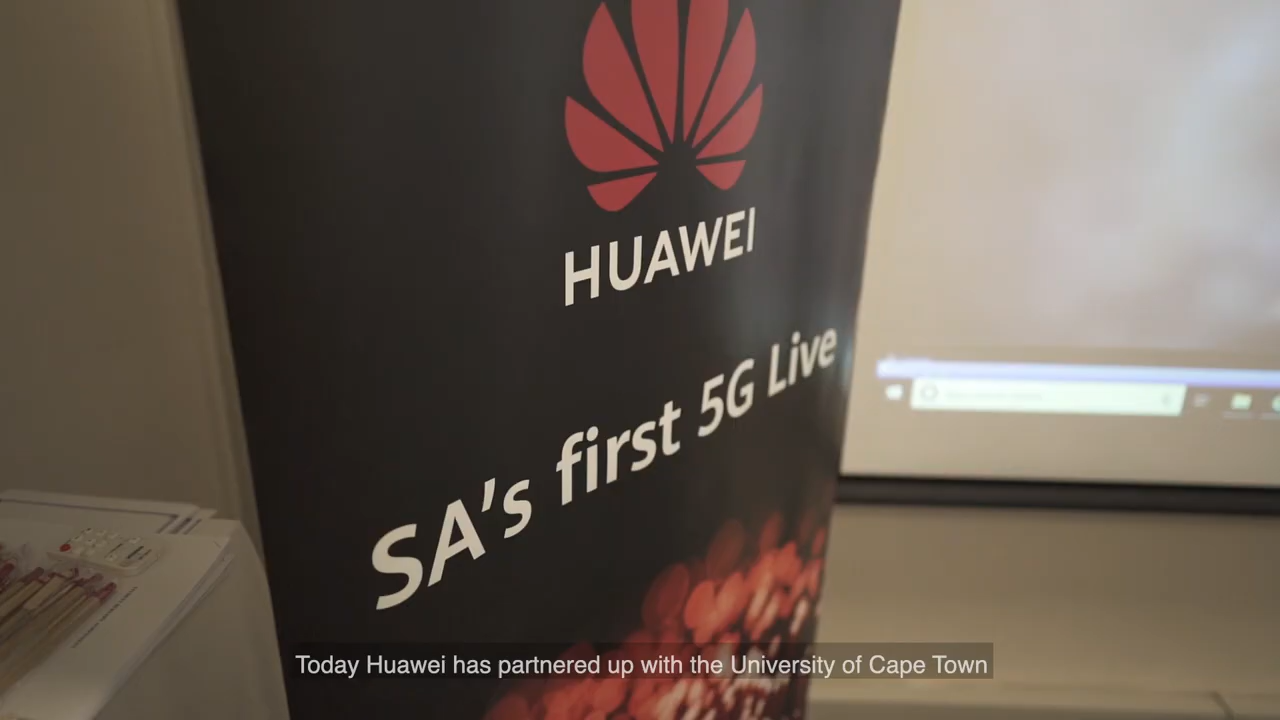 HUAWEI
SA's first 5G Live
Today Huawei has partnered up with the University of Cape Town